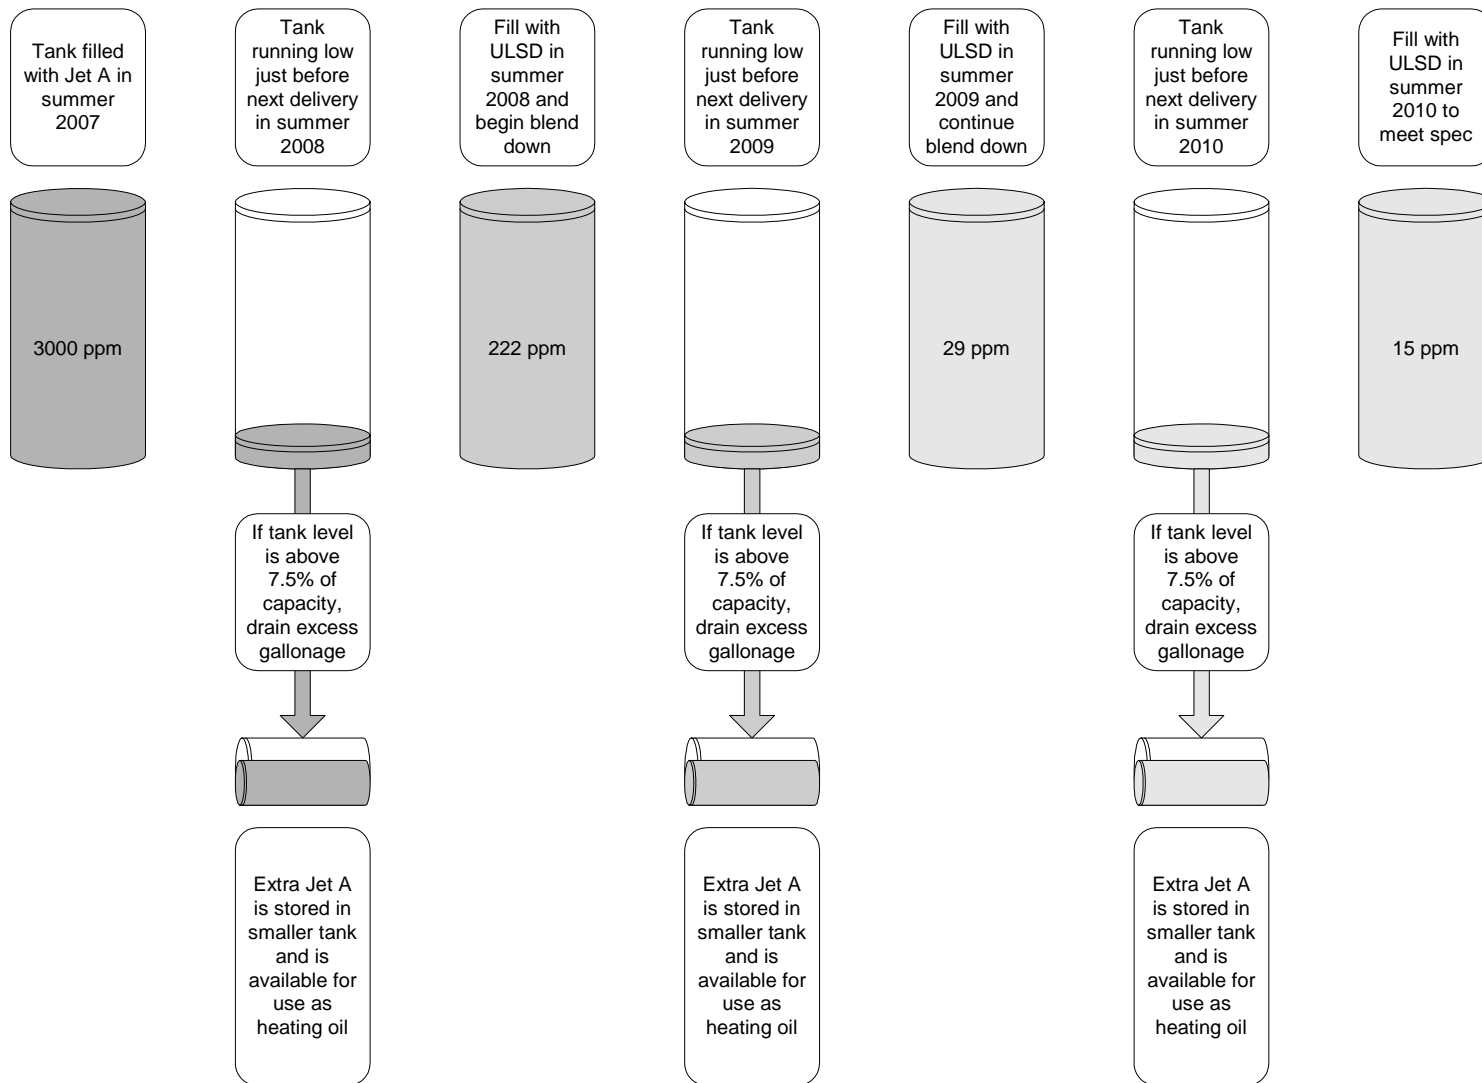 Tank filled
with Jet A in
summer
2007
Tank
running low
just before
next delivery
in summer
2008
Fill with
ULSD in
summer
2008 and
begin blend
down
Tank
running low
just before
next delivery
in summer
2009
Fill with
ULSD in
summer
2009 and
continue
blend down
Tank
running low
just before
next delivery
in summer
2010
Fill with
ULSD in
summer
2010 to
meet spec
3000 ppm
222 ppm
29 ppm
15 ppm
If tank level
is above
7.5% of
capacity,
drain excess
gallonage
If tank level
is above
7.5% of
capacity,
drain excess
gallonage
If tank level
is above
7.5% of
capacity,
drain excess
gallonage
Extra Jet A
is stored in
smaller tank
and is
available for
use as
heating oil
Extra Jet A
is stored in
smaller tank
and is
available for
use as
heating oil
Extra Jet A
is stored in
smaller tank
and is
available for
use as
heating oil